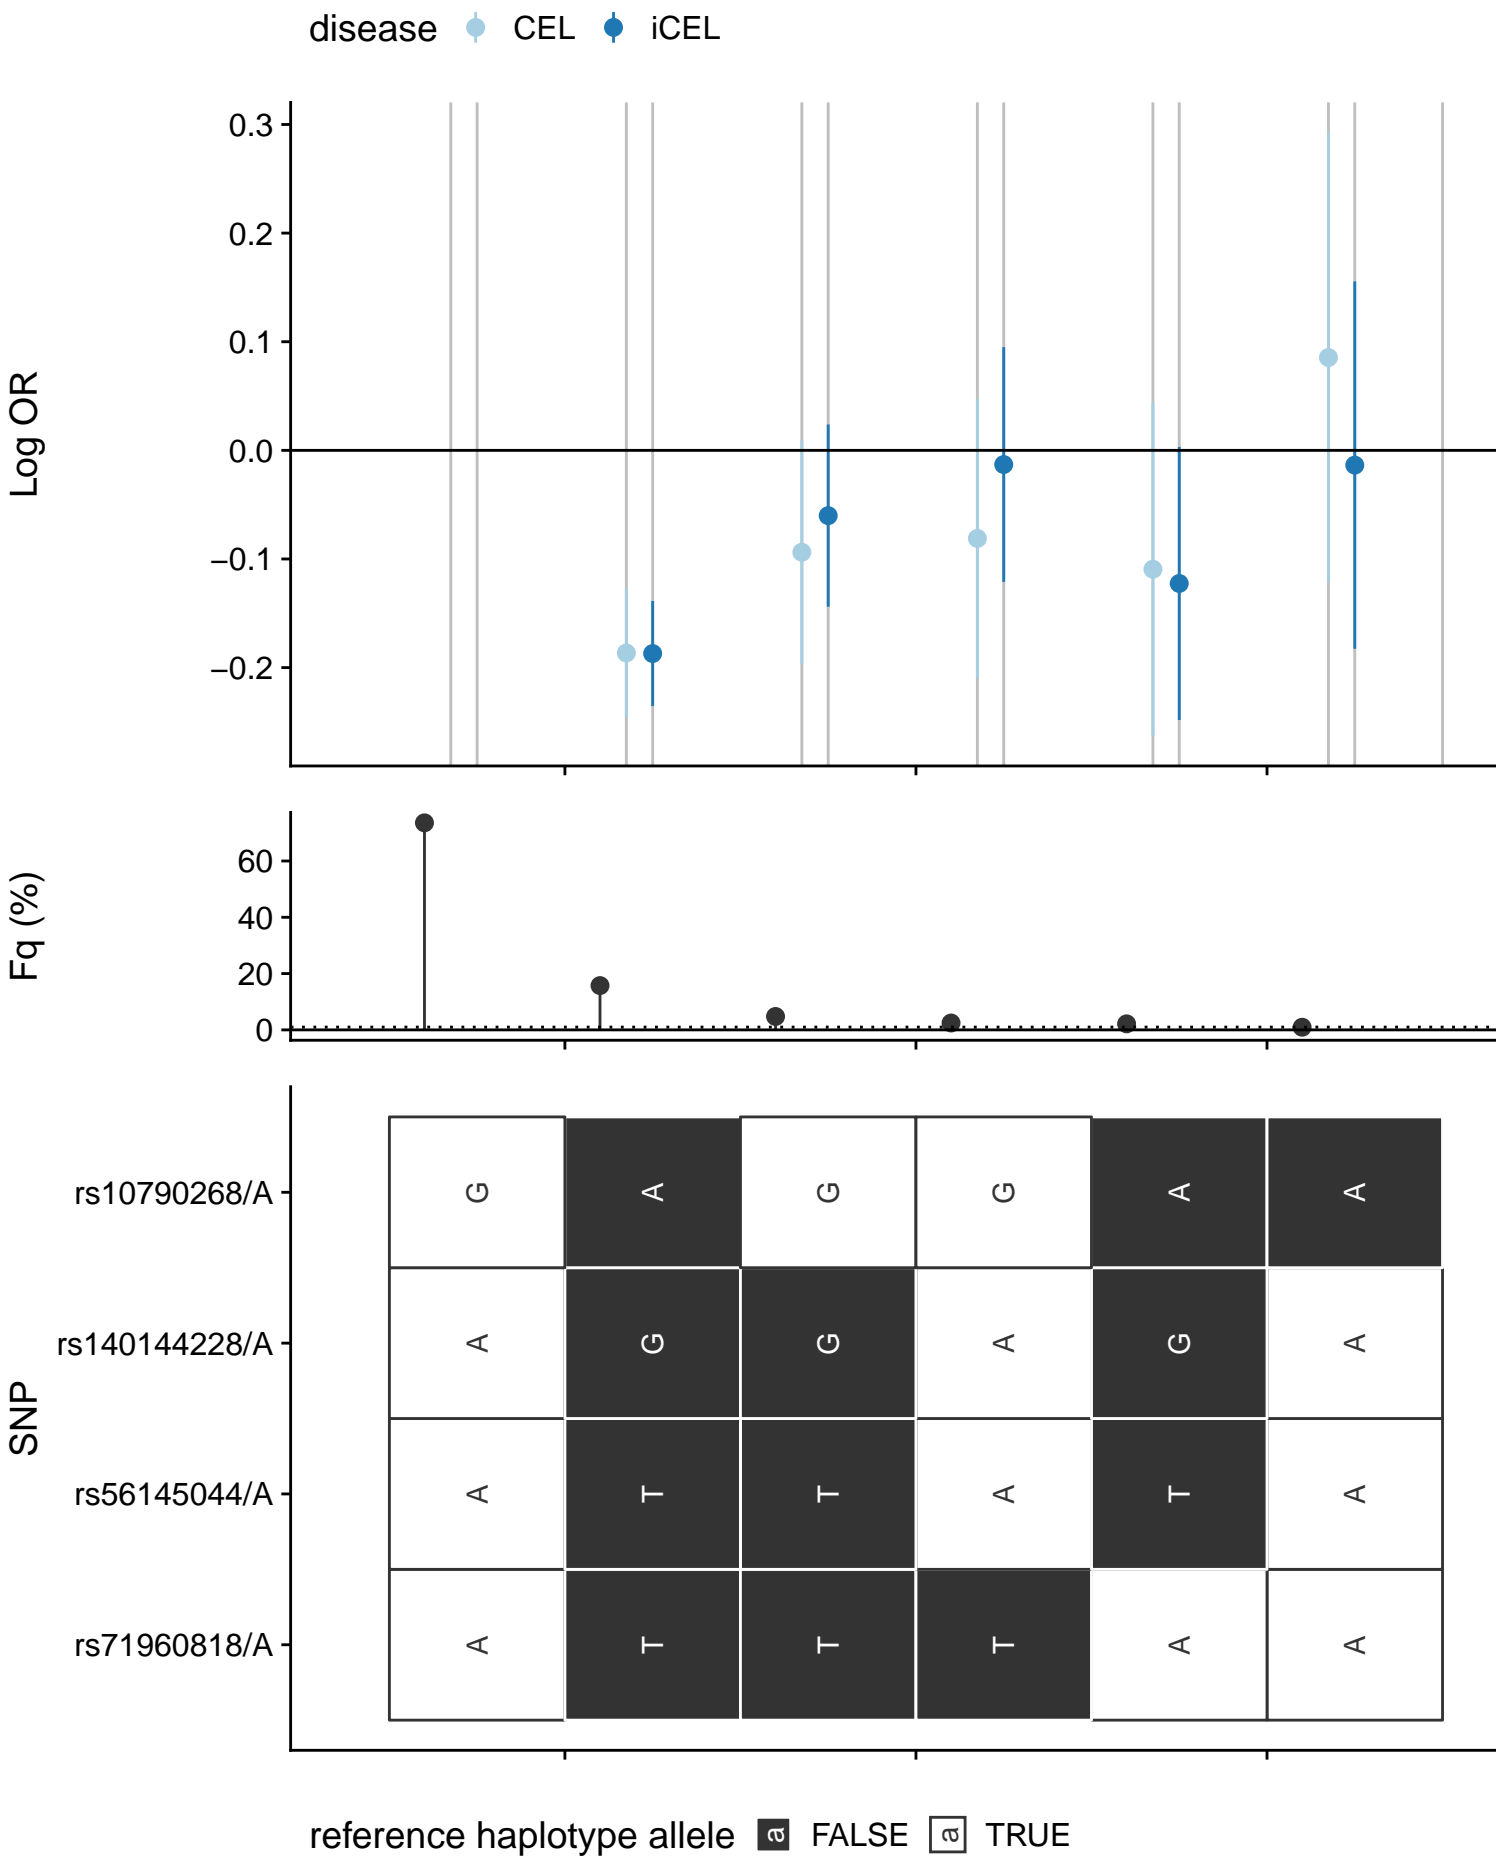 disease CEL iCEL
Log OR
0.3
0.2
0.1
0.0
−0.1
−0.2
Fq (%)
60
40
20
0
SNP
rs10790268/A G A G G A A
rs140144228/A A G G A G A
rs56145044/A A T T A T A
rs71960818/A A T T T A A
reference haplotype allele a FALSE a TRUE